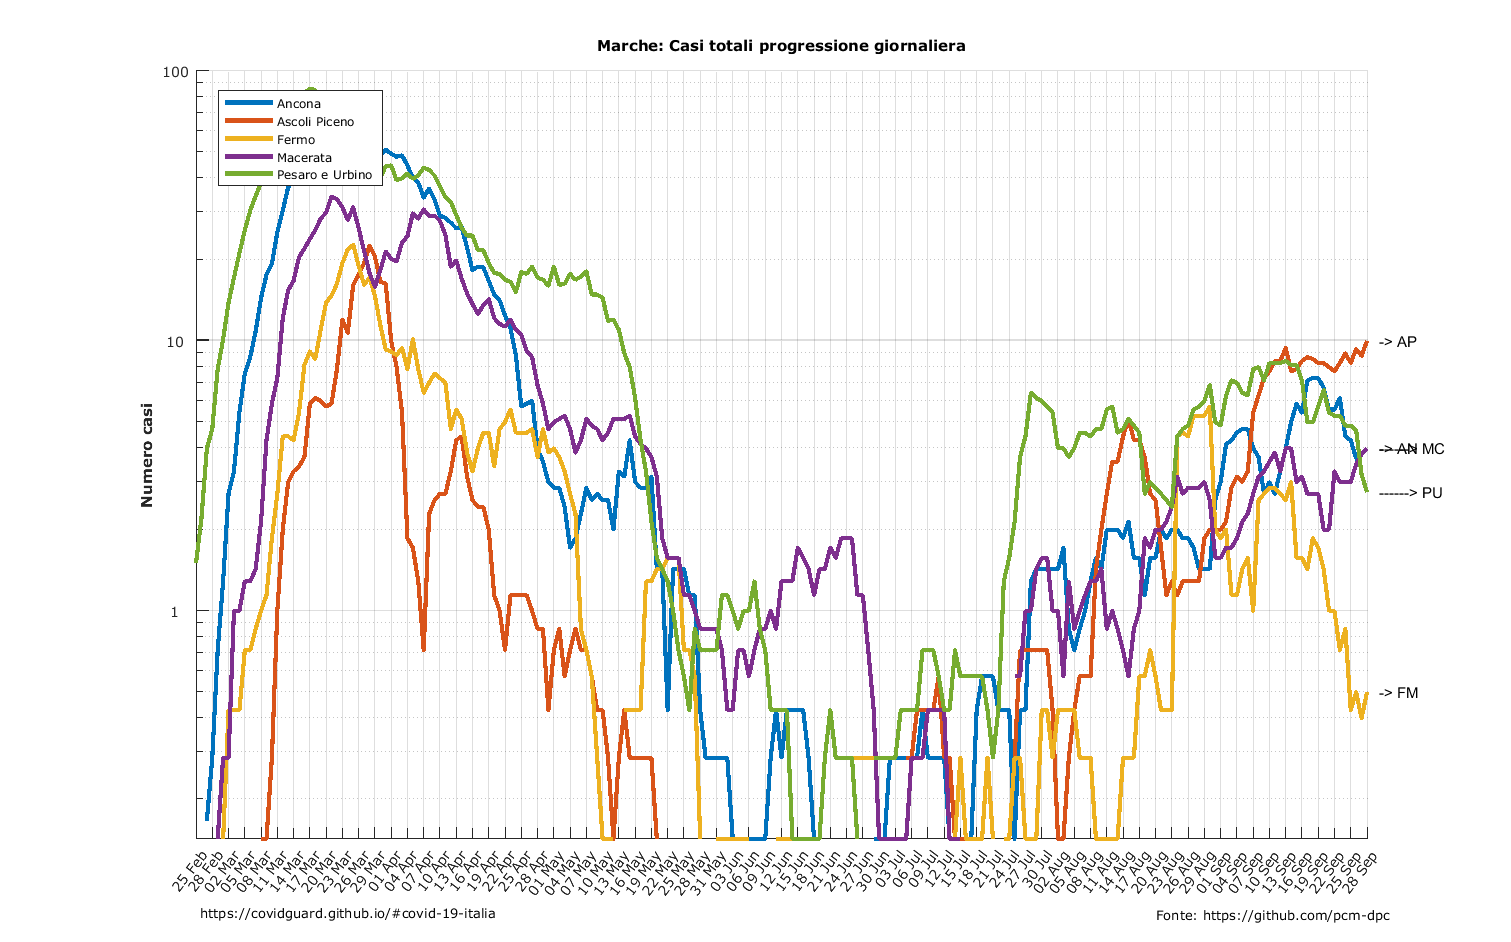 Marche: Casi totali progressione giornaliera
100
10
1
Numero casi
Ancona
Ascoli Piceno
Fermo
Macerata
Pesaro e Urbino
-> AP
-> AN
------> MC
------> PU
-> FM
25 Feb
28 Feb
02 Mar
05 Mar
08 Mar
11 Mar
14 Mar
17 Mar
20 Mar
23 Mar
26 Mar
29 Mar
01 Apr
04 Apr
07 Apr
10 Apr
13 Apr
16 Apr
19 Apr
22 Apr
25 Apr
28 Apr
01 May
04 May
07 May
10 May
13 May
16 May
19 May
22 May
25 May
28 May
31 May
03 Jun
06 Jun
09 Jun
12 Jun
15 Jun
18 Jun
21 Jun
24 Jun
27 Jun
30 Jun
03 Jul
06 Jul
09 Jul
12 Jul
15 Jul
18 Jul
21 Jul
24 Jul
27 Jul
30 Jul
02 Aug
05 Aug
08 Aug
11 Aug
14 Aug
17 Aug
20 Aug
23 Aug
26 Aug
29 Aug
01 Sep
04 Sep
07 Sep
10 Sep
13 Sep
16 Sep
19 Sep
22 Sep
25 Sep
28 Sep
https://covidguard.github.io/#covid-19-italia
Fonte: https://github.com/pcm-dpc